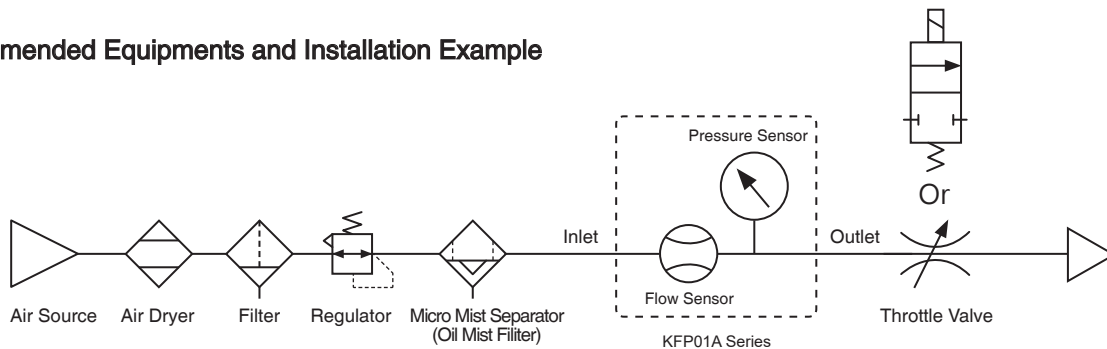 mended Equipments and Installation Example
Pressure Sensor
Or
Inlet
Outlet
Flow Sensor
Air Source
Air Dryer
Filter
Regulator
Micro Mist Separator
(Oil Mist Filiter)
Throttle Valve
KFP01A Series